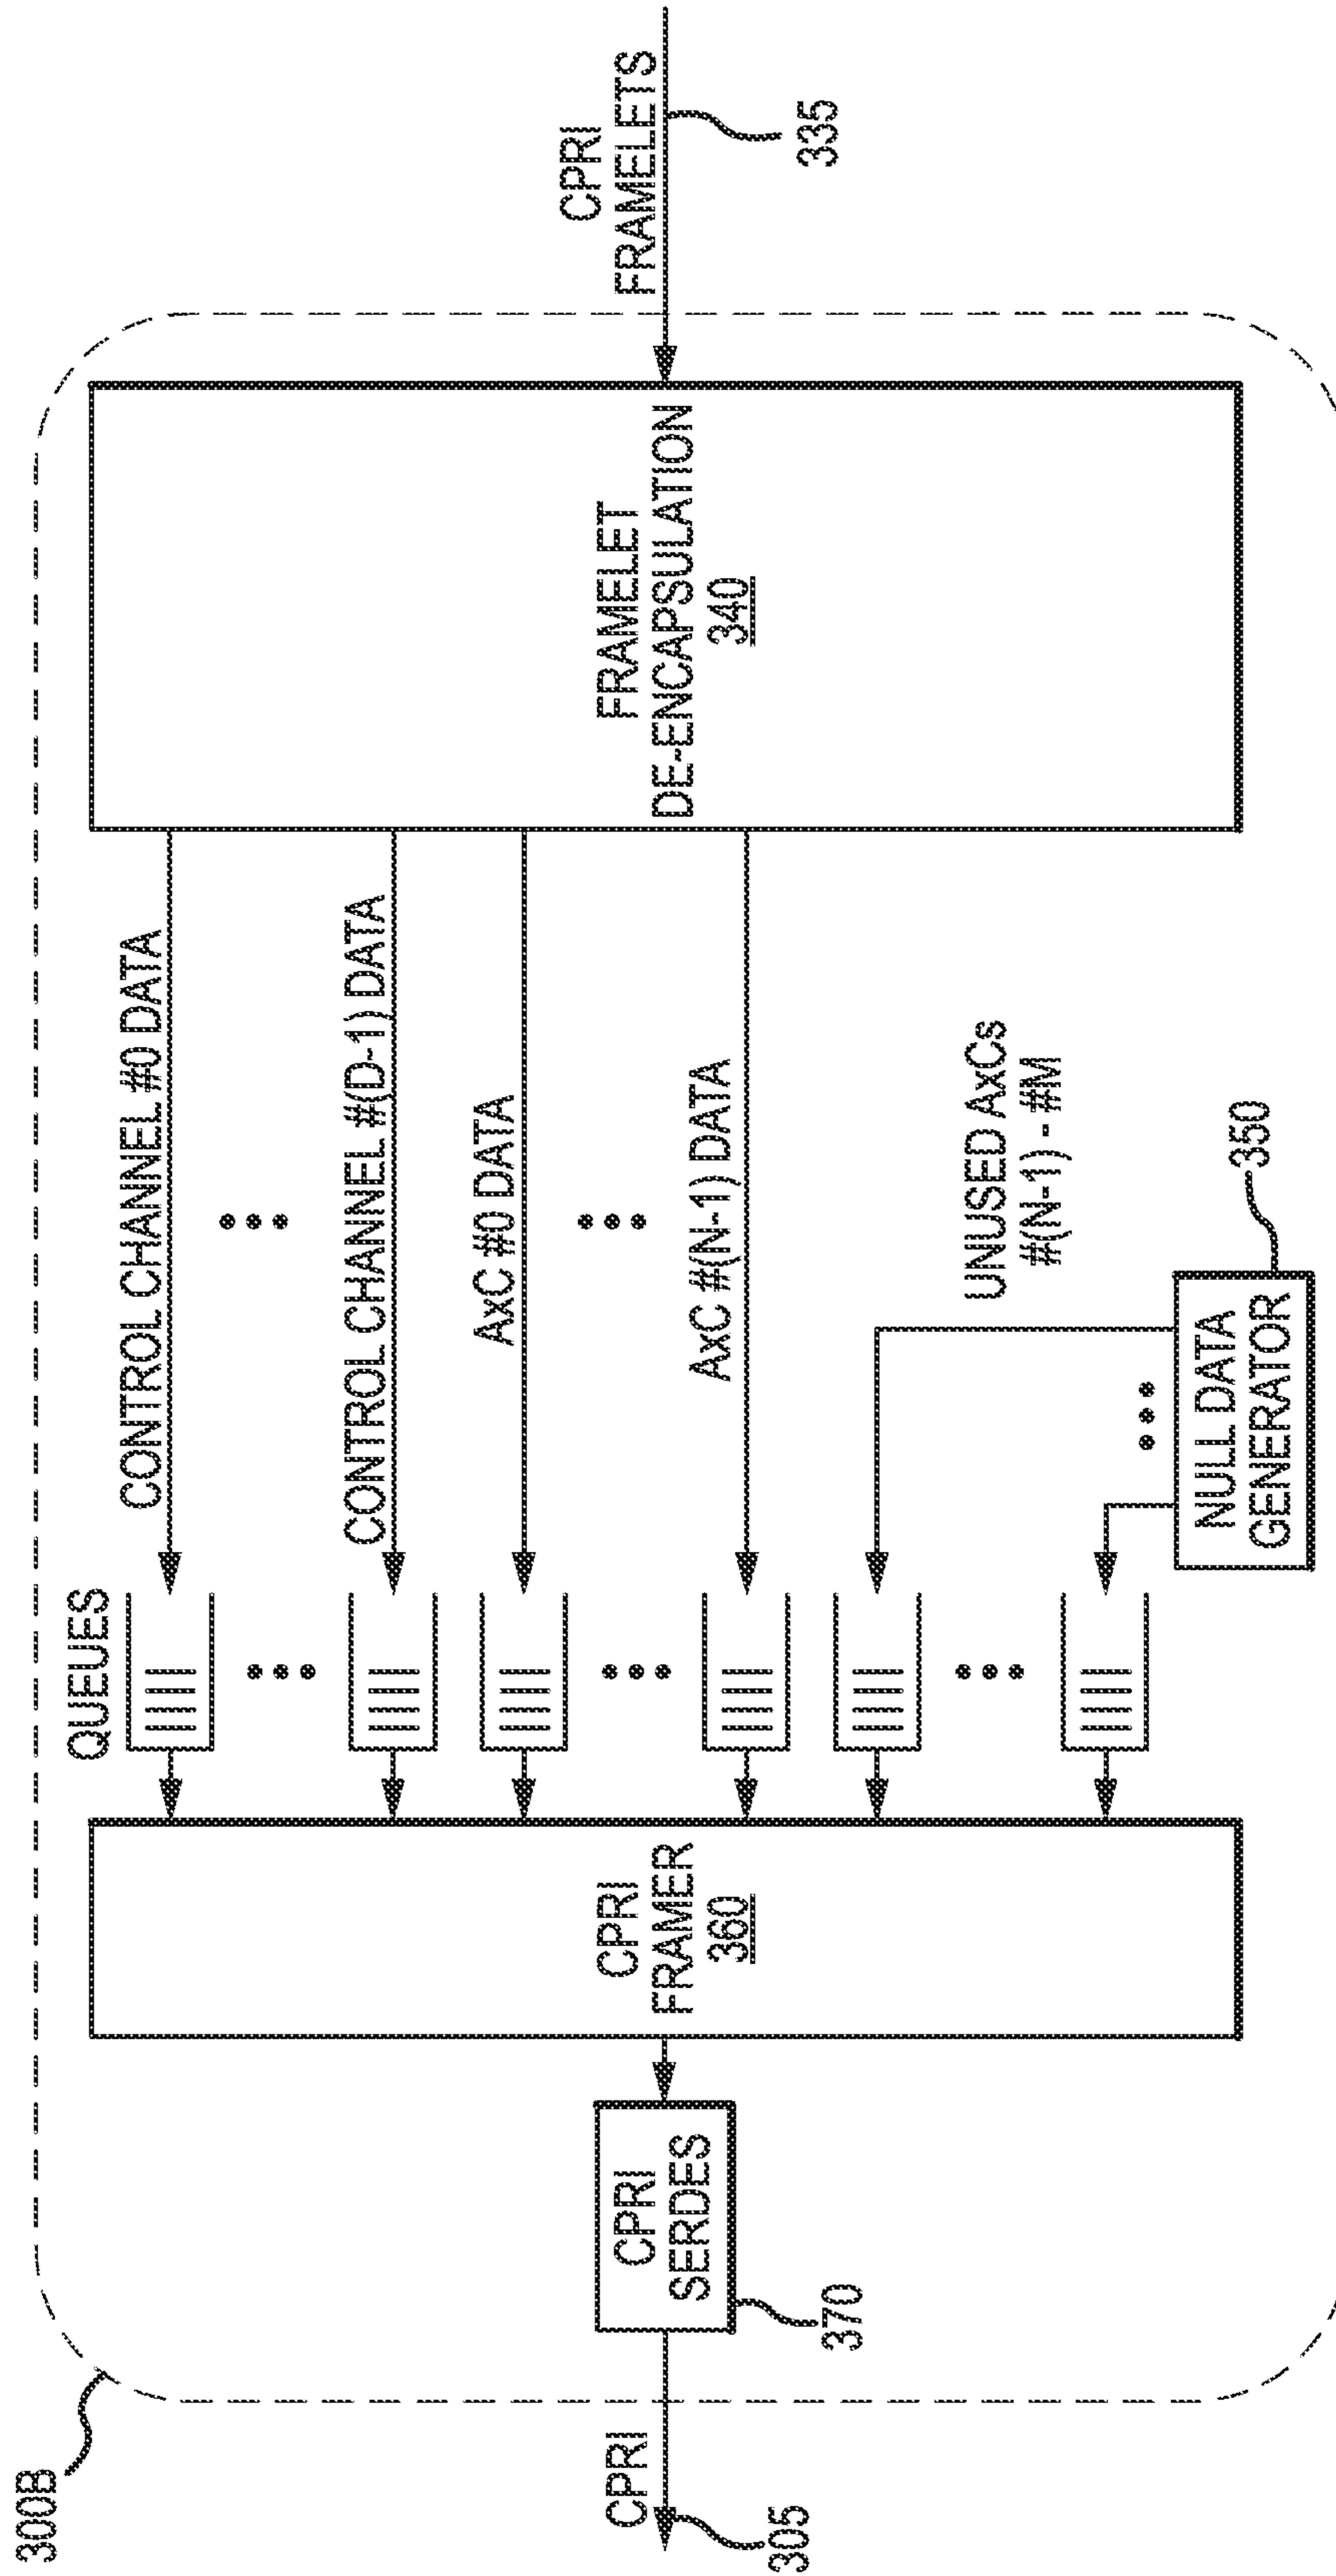 300B
CPRI
305
CPRI
SERDES
370
CPRI
FRAMER
360
QUEUES
CONTROL CHANNEL #0 DATA
CONTROL CHANNEL #(D-1) DATA
AxC #0 DATA
AxC #(N-1) DATA
UNUSED AxCs
#(N-1) - #M
NULL DATA
GENERATOR
350
FRAMELET
DE-ENCAPSULATION
340
CPRI
FRAMELETS
335